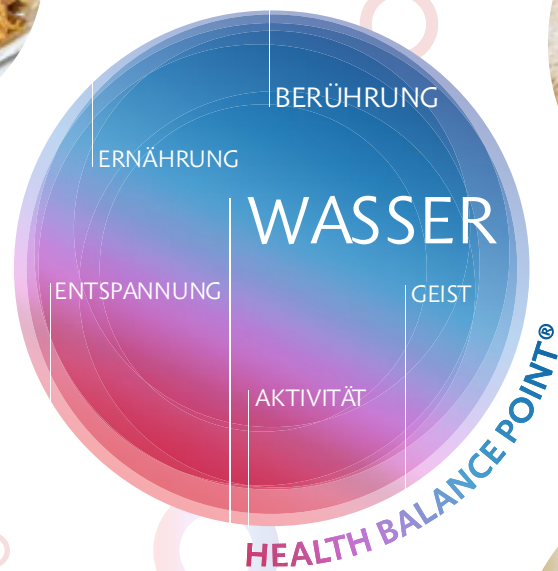 BERÜHRUNG
ERNÄHRUNG
WASSER
ENTSPANNUNG
GEIST
AKTIVITÄT
HEALTH BALANCE POINT®